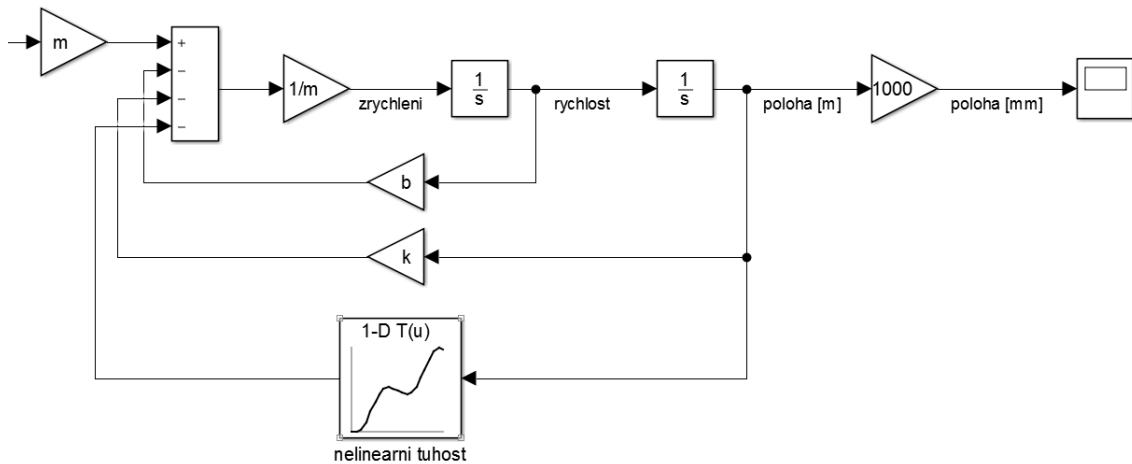 m
+
−
−
−
1/m
zrychleni
1
s
rychlost
1
s
poloha [m]
1000
poloha [mm]
b
k
1-D T(u)
nelinearni tuhost